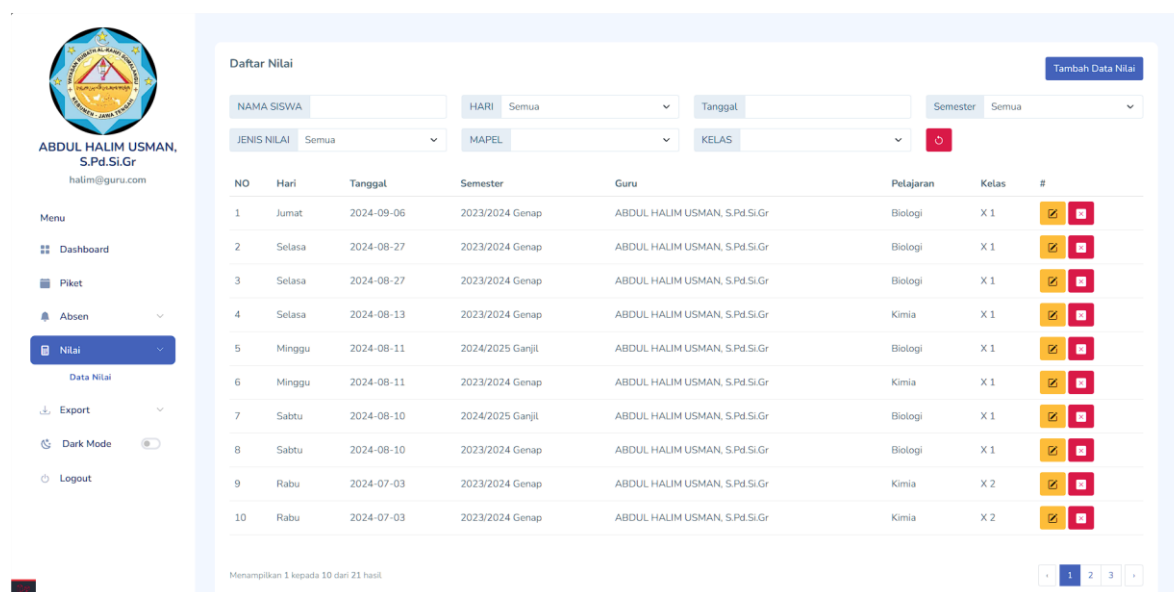 ABDUL HALIM USMAN,
S.Pd.Si.Gr
halim@guru.com
Menu
Dashboard
Piket
Absen
Nilai
Data Nilai
Export
Dark Mode
Logout
Daftar Nilai
Tambah Data Nilai
NAMA SISWA HARI Semua Tanggal Semester Semua
JENIS NILAI Semua MAPEL KELAS
NO Hari Tanggal Semester Guru Pelajaran Kelas #
1 Jumat 2024-09-06 2023/2024 Genap ABDUL HALIM USMAN, S.Pd.Si.Gr Biologi X 1
2 Selasa 2024-08-27 2023/2024 Genap ABDUL HALIM USMAN, S.Pd.Si.Gr Biologi X 1
3 Selasa 2024-08-27 2023/2024 Genap ABDUL HALIM USMAN, S.Pd.Si.Gr Biologi X 1
4 Selasa 2024-08-13 2023/2024 Genap ABDUL HALIM USMAN, S.Pd.Si.Gr Kimia X 1
5 Minggu 2024-08-11 2024/2025 Ganjil ABDUL HALIM USMAN, S.Pd.Si.Gr Biologi X 1
6 Minggu 2024-08-11 2023/2024 Genap ABDUL HALIM USMAN, S.Pd.Si.Gr Kimia X 1
7 Sabtu 2024-08-10 2024/2025 Ganjil ABDUL HALIM USMAN, S.Pd.Si.Gr Biologi X 1
8 Sabtu 2024-08-10 2023/2024 Genap ABDUL HALIM USMAN, S.Pd.Si.Gr Biologi X 1
9 Rabu 2024-07-03 2023/2024 Genap ABDUL HALIM USMAN, S.Pd.Si.Gr Kimia X 2
10 Rabu 2024-07-03 2023/2024 Genap ABDUL HALIM USMAN, S.Pd.Si.Gr Kimia X 2
Menampilkan 1 kepada 10 dari 21 hasil
‹ 1 2 3 ›